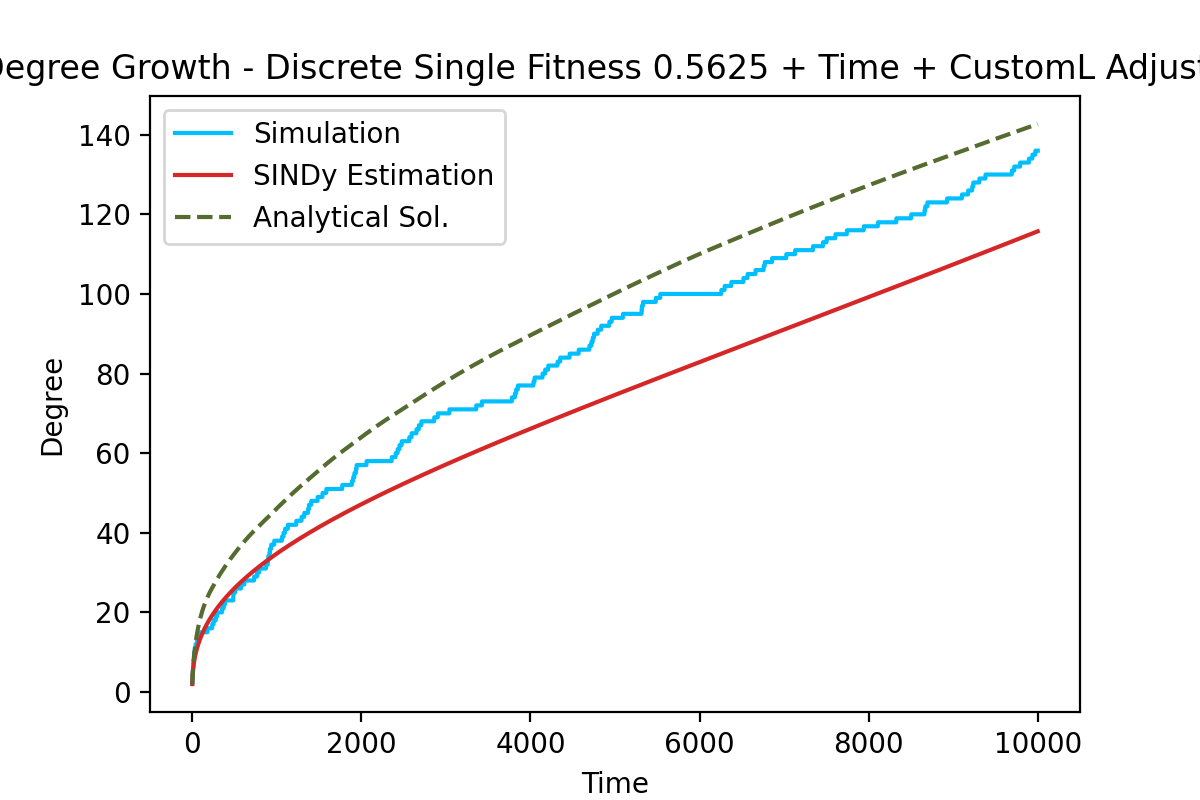 Degree Growth - Discrete Single Fitness 0.5625 + Time + CustomL Adjust
Simulation
SINDy Estimation
Analytical Sol.
140
120
100
80
60
40
20
0
Degree
0 2000 4000 6000 8000 10000
Time